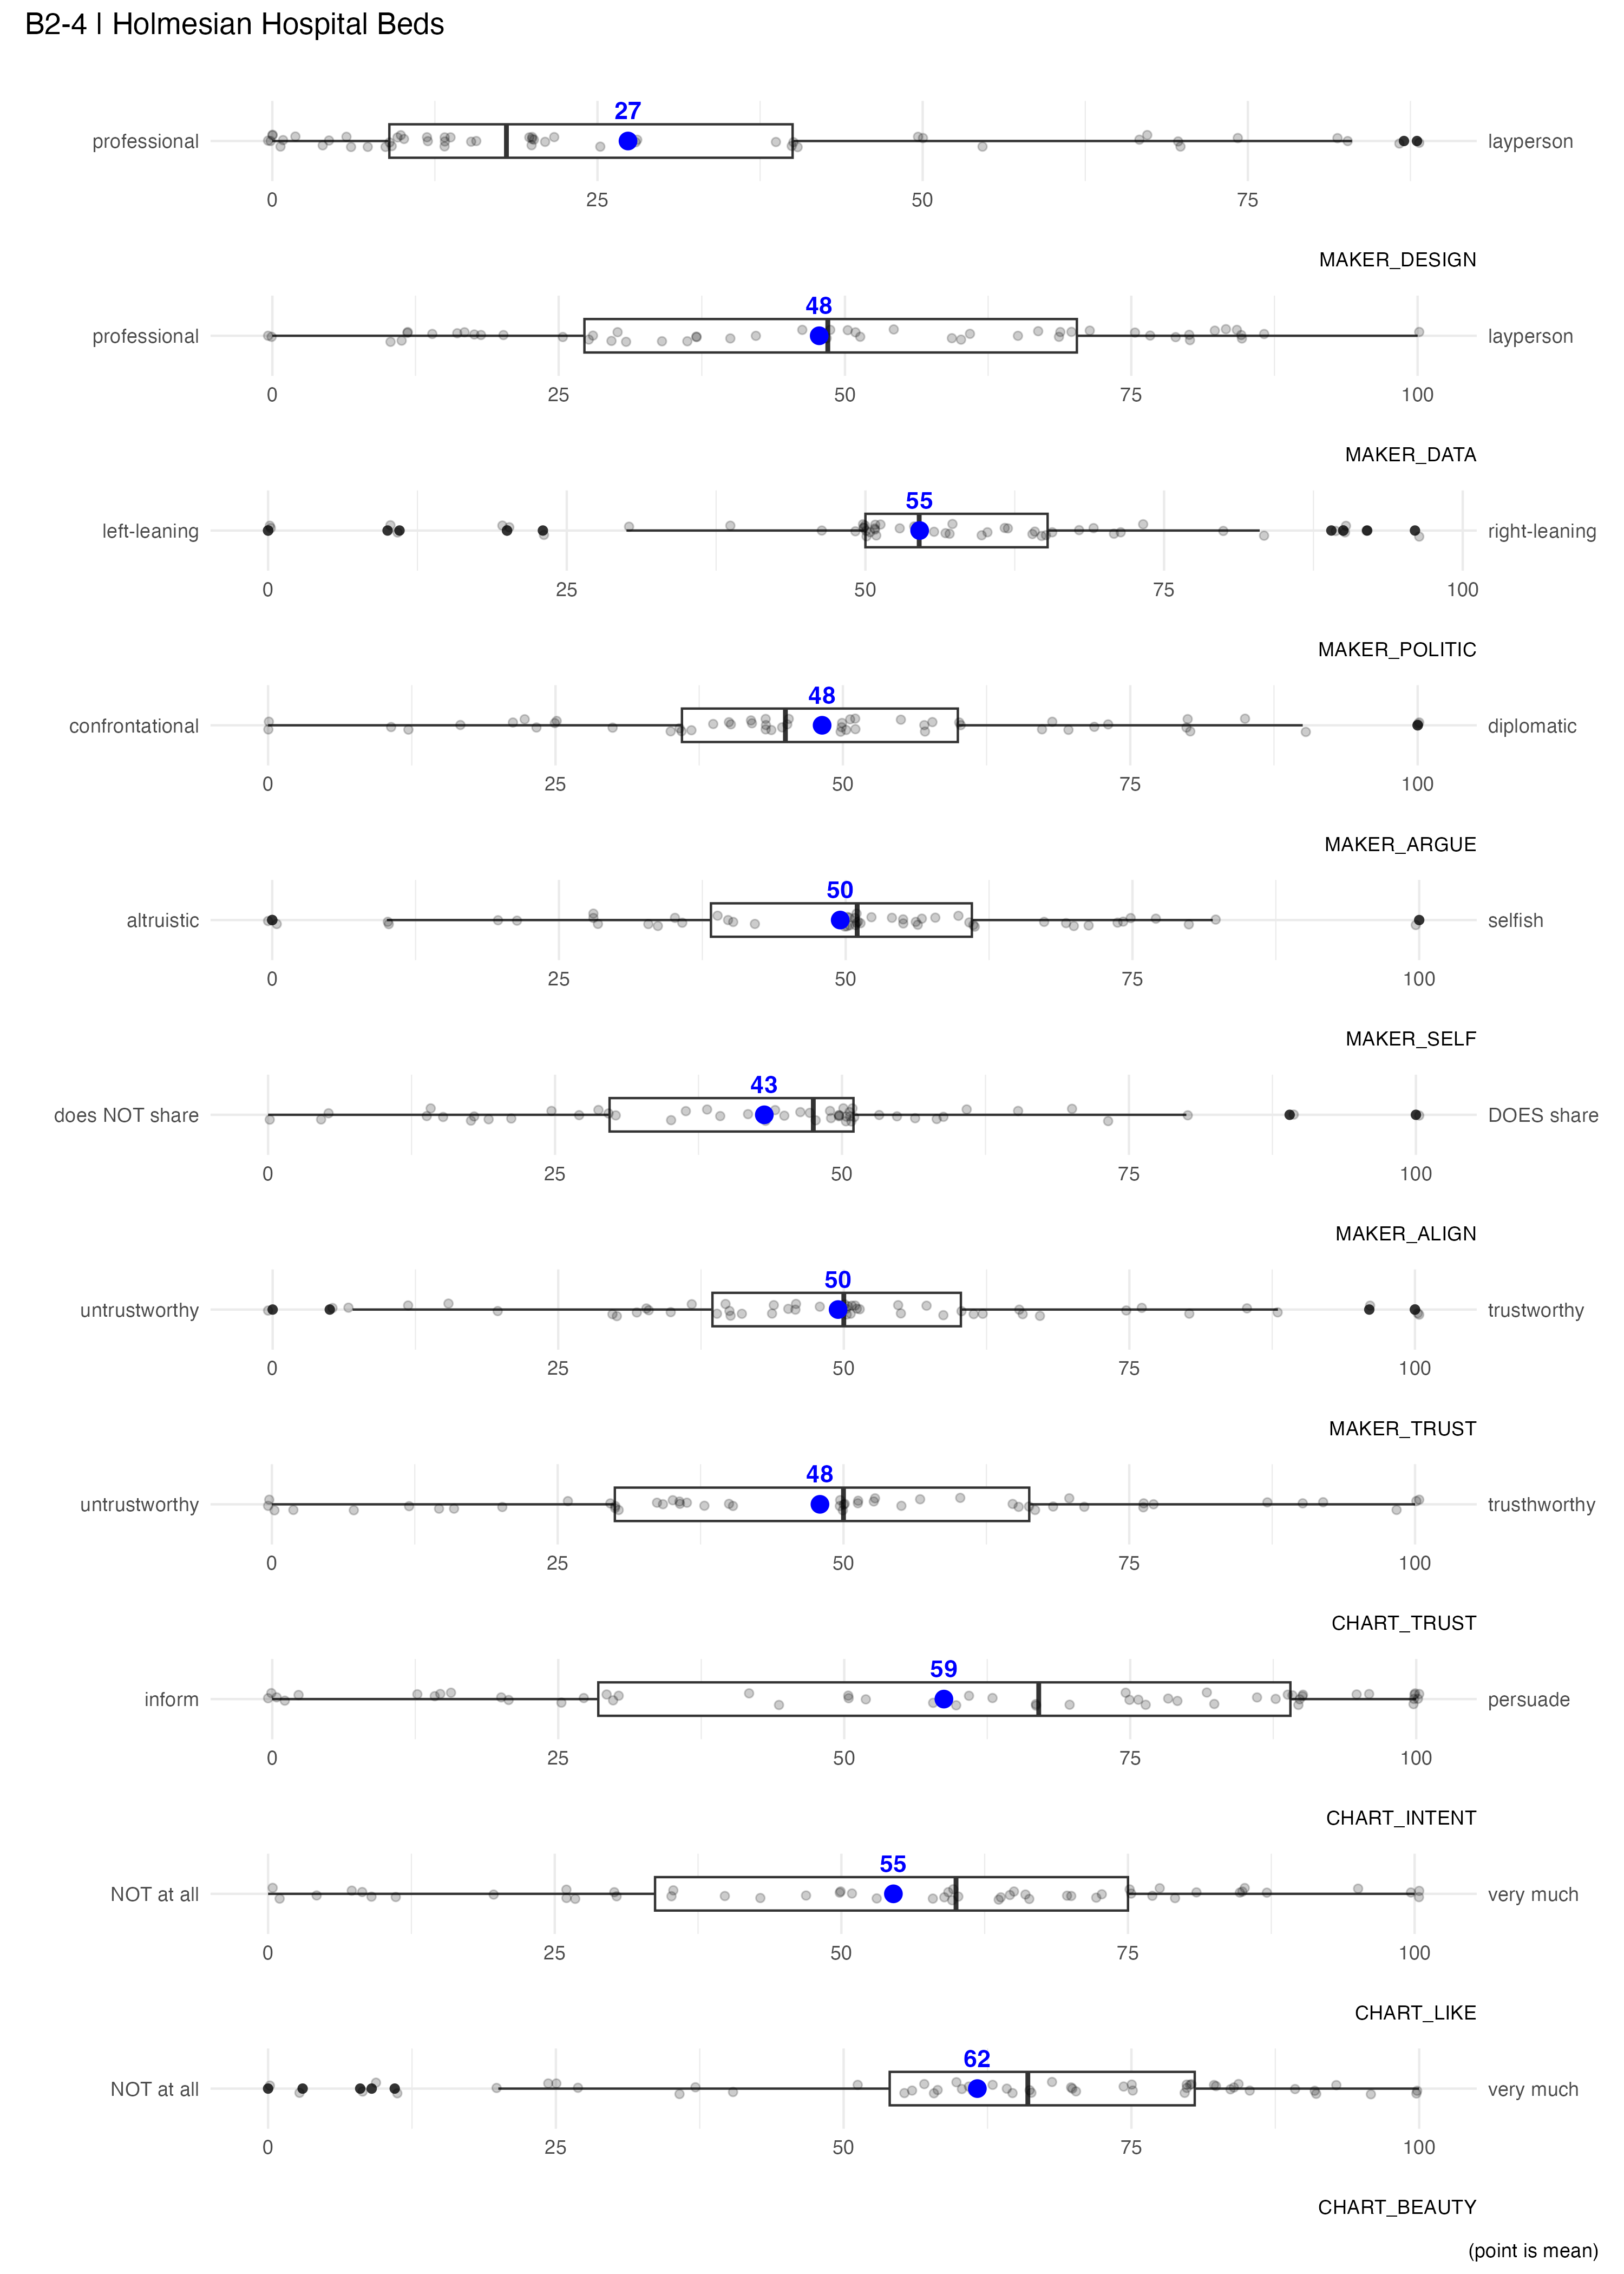 B2-4 | Holmesian Hospital Beds
27
professional layperson
0 25 50 75
MAKER_DESIGN
48
professional layperson
0 25 50 75 100
MAKER_DATA
55
left-leaning right-leaning
0 25 50 75 100
MAKER_POLITIC
48
confrontational diplomatic
0 25 50 75 100
MAKER_ARGUE
50
altruistic selfish
0 25 50 75 100
MAKER_SELF
43
does NOT share DOES share
0 25 50 75 100
MAKER_ALIGN
50
untrustworthy trustworthy
0 25 50 75 100
MAKER_TRUST
48
untrustworthy trusthworthy
0 25 50 75 100
CHART_TRUST
59
inform persuade
0 25 50 75 100
CHART_INTENT
55
NOT at all very much
0 25 50 75 100
CHART_LIKE
62
NOT at all very much
0 25 50 75 100
CHART_BEAUTY
(point is mean)